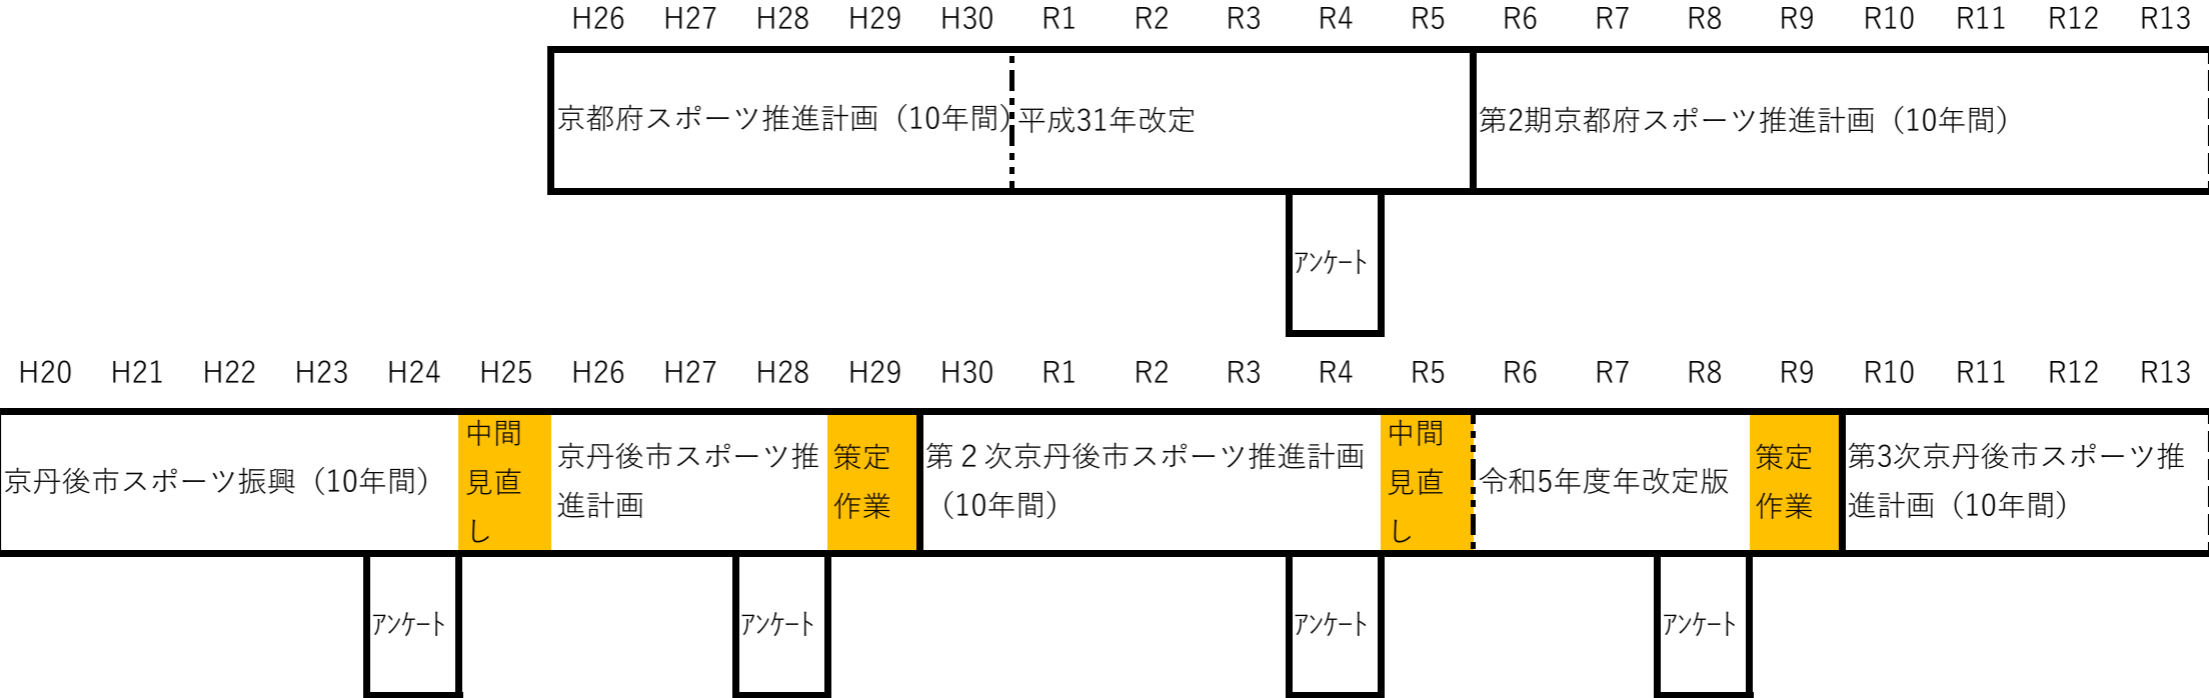 H26 H27 H28 H29 H30 R1 R2 R3 R4 R5 R6 R7 R8 R9 R10 R11 R12 R13
京都府スポーツ推進計画（10年間） 平成31年改定 第2期京都府スポーツ推進計画（10年間）
ｱﾝｹｰﾄ
H20 H21 H22 H23 H24 H25 H26 H27 H28 H29 H30 R1 R2 R3 R4 R5 R6 R7 R8 R9 R10 R11 R12 R13
京丹後市スポーツ振興（10年間）
中間
見直
し
京丹後市スポーツ推
進計画
策定
作業
第２次京丹後市スポーツ推進計画
（10年間）
中間
見直
し
令和5年度年改定版
策定
作業
第3次京丹後市スポーツ推
進計画（10年間）
ｱﾝｹｰﾄ ｱﾝｹｰﾄ ｱﾝｹｰﾄ ｱﾝｹｰﾄ